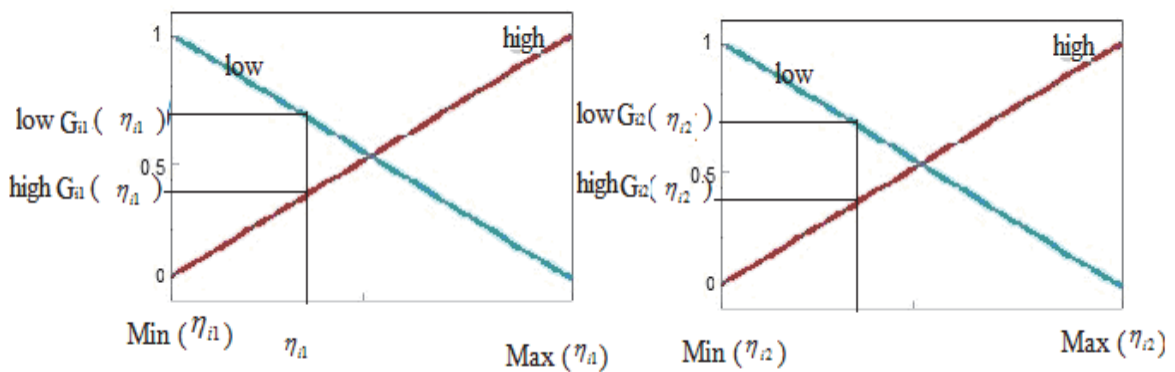 1
high
low
low Gi1 ( ηi1 )
0.5
high Gi1 ( ηi1 )
0
Min (ηi1)
ηi1
Max (ηi1)
1
high
low
low Gi2 ( ηi2 )
0.5
high Gi2 ( ηi2 )
0
Min (ηi2)
Max (ηi2)